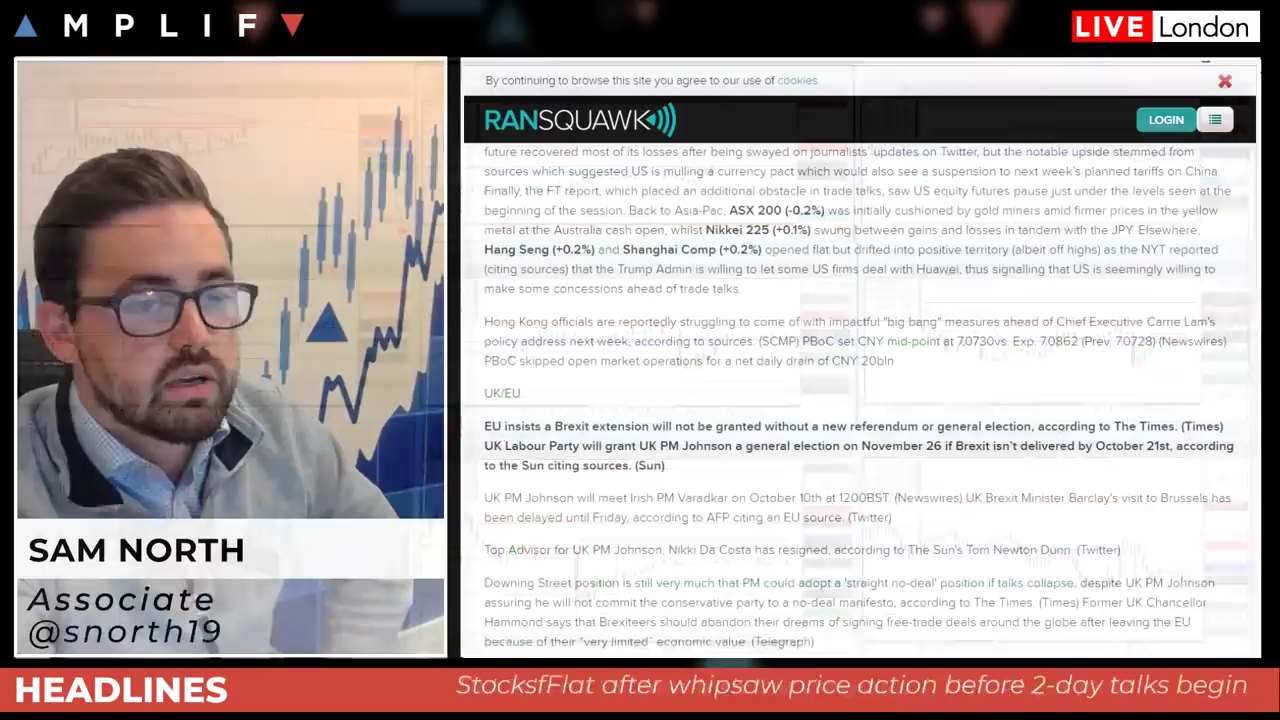 MPLIF
LIVE London
By continuing to browse this site you agree to our use of cookies.
RANSQUAWK
LOGIN
future recovered most of its losses after being swayed on journalists' updates on Twitter, but the notable upside stemmed from
sources which suggested US is mulling a currency pact which would also see a suspension to next week's planned tariffs on China.
Finally, the FT report, which placed an additional obstacle in trade talks, saw US equity futures pause just under the levels seen at the
beginning of the session. Back to Asia-Pac, ASX 200 (-0.2%) was initially cushioned by gold miners amid firmer prices in the yellow
metal at the Australia cash open, whilst Nikkei 225 (+0.1%) swung between gains and losses in tandem with the JPY. Elsewhere,
Hang Seng (+0.2%) and Shanghai Comp (+0.2%) opened flat but drifted into positive territory (albeit off highs) as the NYT reported
(citing sources) that the Trump Admin is willing to let some US firms deal with Huawei, thus signalling that US is seemingly willing to
make some concessions ahead of trade talks.
Hong Kong officials are reportedly struggling to come of with impactful "big bang" measures ahead of Chief Executive Carrie Lam's
policy address next week, according to sources. (SCMP) PBoC set CNY mid-point at 7.0730vs. Exp. 7.0862 (Prev. 7.0728) (Newswires)
PBoC skipped open market operations for a net daily drain of CNY 20bln
UK/EU
EU insists a Brexit extension will not be granted without a new referendum or general election, according to The Times. (Times)
UK Labour Party will grant UK PM Johnson a general election on November 26 if Brexit isn't delivered by October 21st, according
to the Sun citing sources. (Sun)
UK PM Johnson will meet Irish PM Varadkar on October 10th at 1200BST. (Newswires) UK Brexit Minister Barclay's visit to Brussels has
been delayed until Friday, according to AFP citing an EU source. (Twitter)
Top Advisor for UK PM Johnson, Nikki Da Costa has resigned, according to The Sun's Tom Newton Dunn. (Twitter)
Downing Street position is still very much that PM could adopt a 'straight no-deal' position if talks collapse, despite UK PM Johnson
assuring he will not commit the conservative party to a no-deal manifesto, according to The Times. (Times) Former UK Chancellor
Hammond says that Brexiteers should abandon their dreams of signing free-trade deals around the globe after leaving the EU
because of their "very limited" economic value. (Telegraph)
SAM NORTH
Associate
@snorth19
HEADLINES
StocksfFlat after whipsaw price action before 2-day talks begin